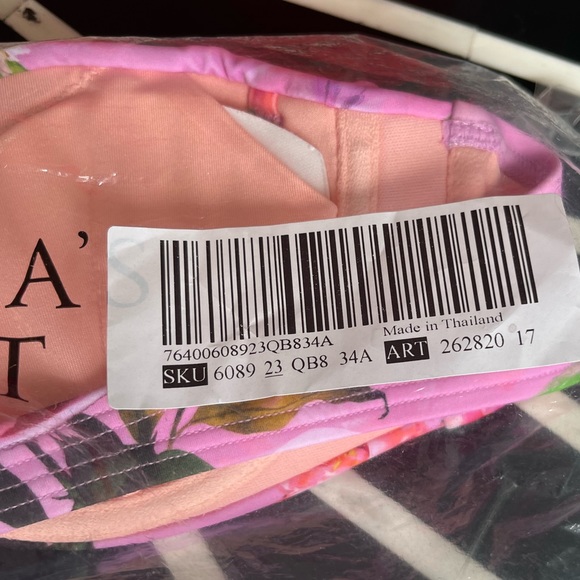 A'
T
76400608923QB834A
Made in Thailand
SKU 6089 23 QB8 34A ART 262820 17